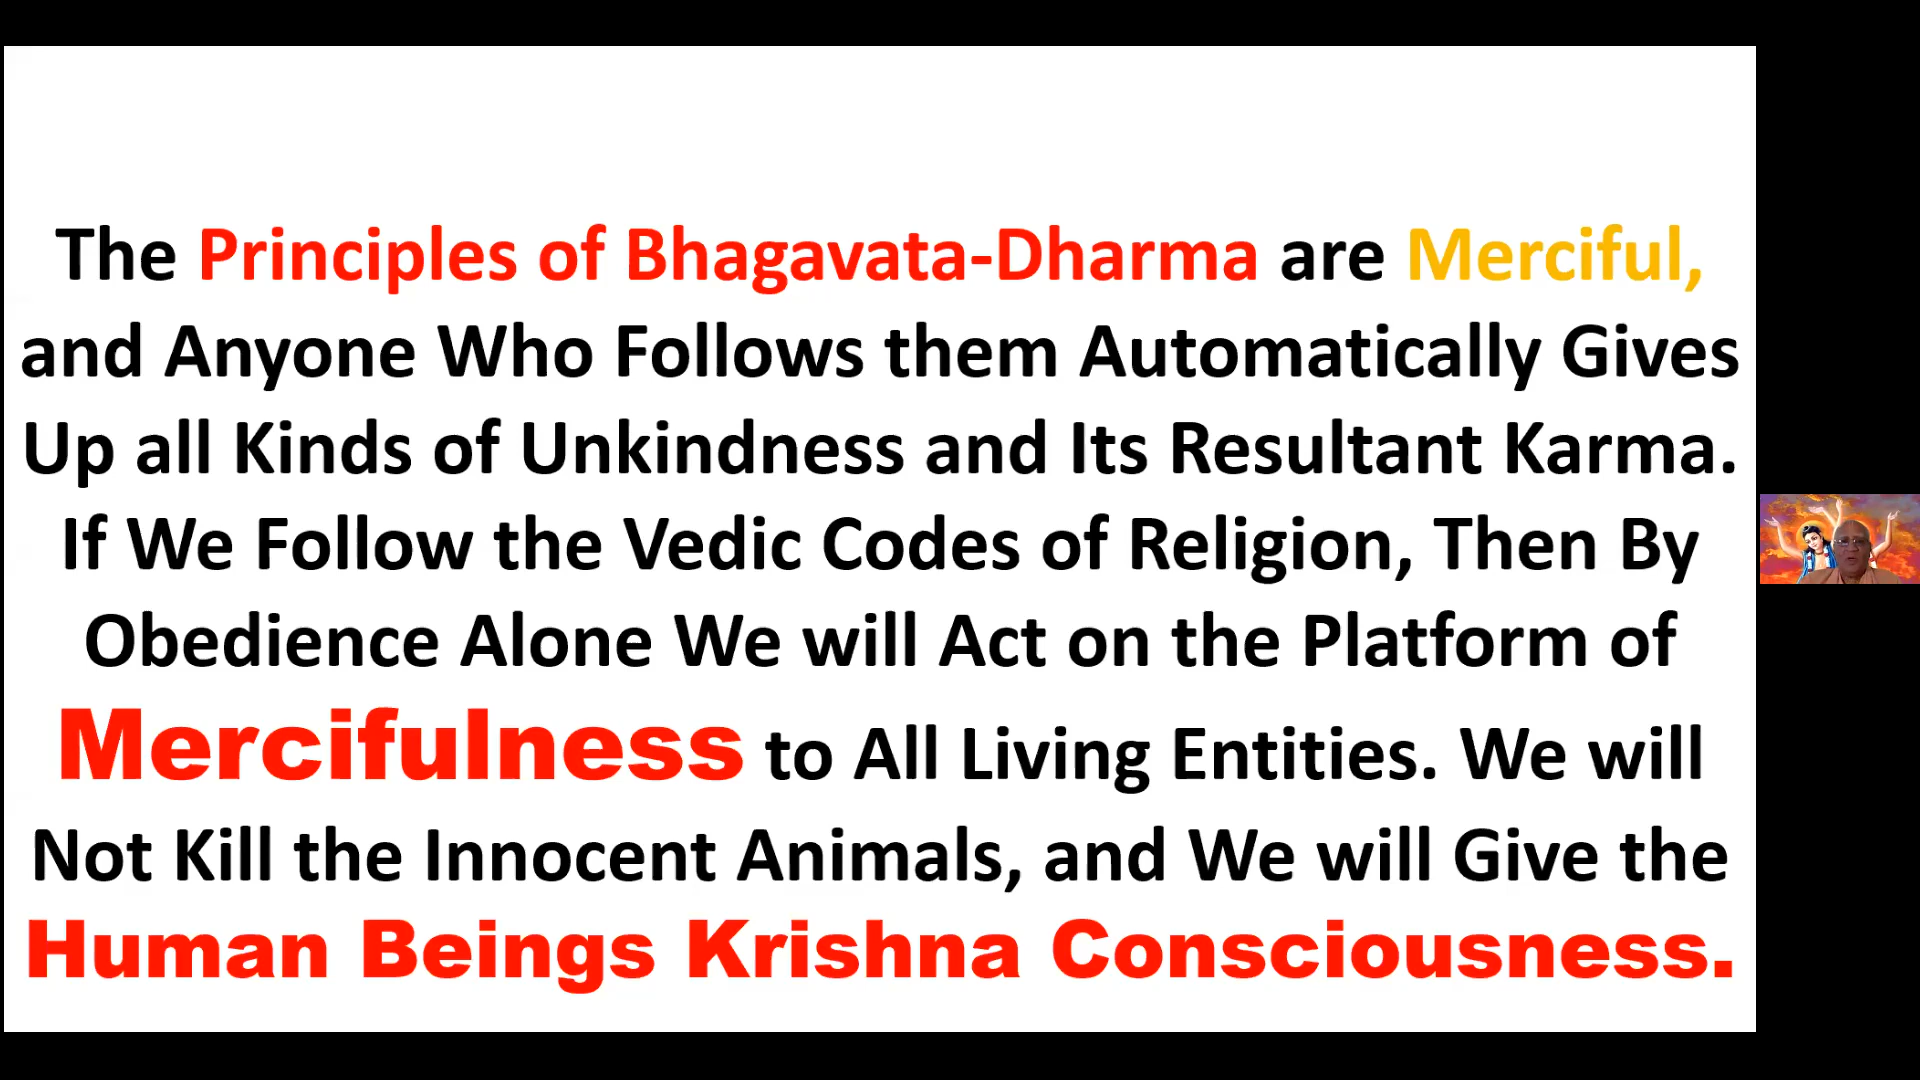 The Principles of Bhagavata-Dharma are Merciful,
and Anyone Who Follows them Automatically Gives
Up all Kinds of Unkindness and Its Resultant Karma.
If We Follow the Vedic Codes of Religion, Then By
Obedience Alone We will Act on the Platform of
Mercifulness to All Living Entities. We will
Not Kill the Innocent Animals, and We will Give the
Human Beings Krishna Consciousness.